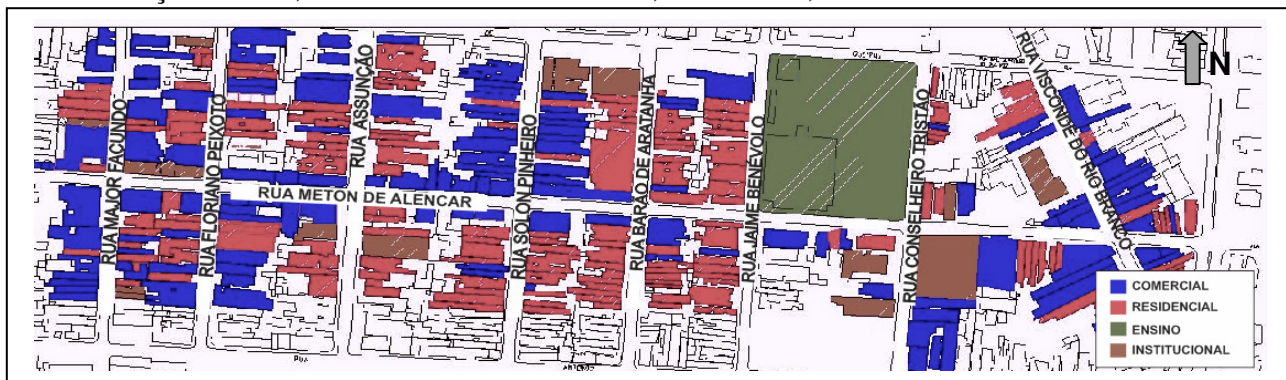 N
RUA MAJOR FACUNDO
RUA FLORIANO PEIXOTO
RUA ASSUNÇÃO
RUA SOLON PINHEIRO
RUA BARÃO DE ARATANHA
RUA JAIME BENÉVOLO
RUA CONSELHEIRO TRISTÃO
RUA VISCONDE DO RIO BRANCO
RUA METON DE ALENCAR
COMERCIAL
RESIDENCIAL
ENSINO
INSTITUCIONAL
RUA